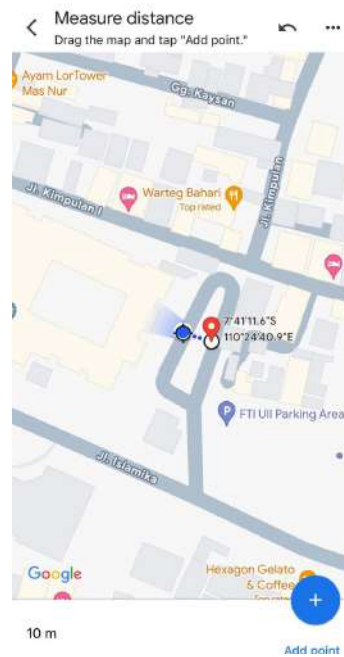 Measure distance
Drag the map and tap "Add point."
Ayam LorTower
Mas Nur
Gg. Kaysan
Jl. Kimpulan
Jl. Kimpulan I
Warteg Bahari
Top rated
7°41'11.6"S
110°24'40.9"E
P
FTI UII Parking Area
Jl. Islamika
Google
Hexagon Gelato
& Coffee
10 m
Add point